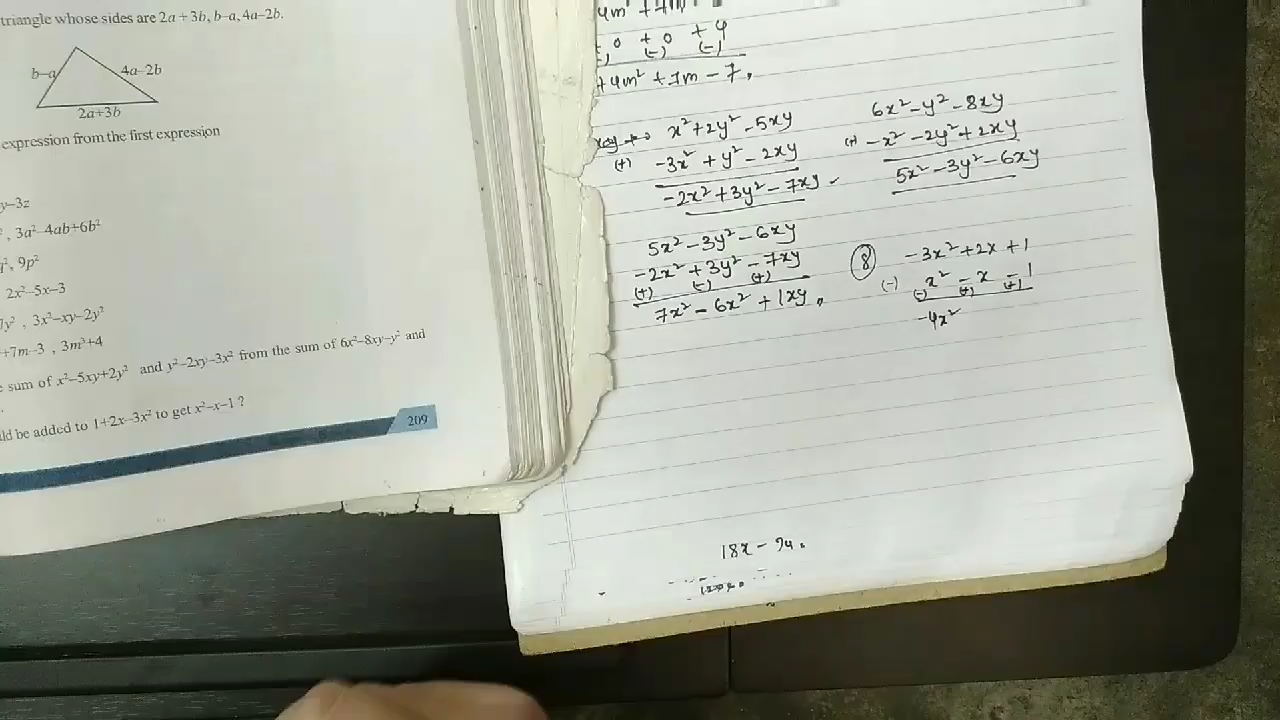 triangle whose sides are 2a+3b, b–a, 4a–2b.
b–a
4a–2b
2a+3b
expression from the first expression
y–3z
, 3a²–4ab+6b²
, 9p²
2x²–5x–3
7y² , 3x²–xy–2y²
+7m–3 , 3m³+4
sum of x²–5xy+2y² and y²–2xy–3x² from the sum of 6x²–8xy–y² and
be added to 1+2x–3x² to get x²–x–1?
209
+0 +4
(-) (-)
+4m² + 7m - 7.
x² + 2y² - 5xy
(+) -3x² + y² - 2xy
-2x² + 3y² - 7xy
6x² - y² - 8xy
(+) -x² - 2y² + 2xy
5x² - 3y² - 6xy
5x² - 3y² - 6xy
-2x² + 3y² - 7xy
(+) (-) (+)
7x² - 6x² + 1xy.
8 -3x² + 2x + 1
(-) x² - x - 1
(-) (+) (+)
-4x²
18x -